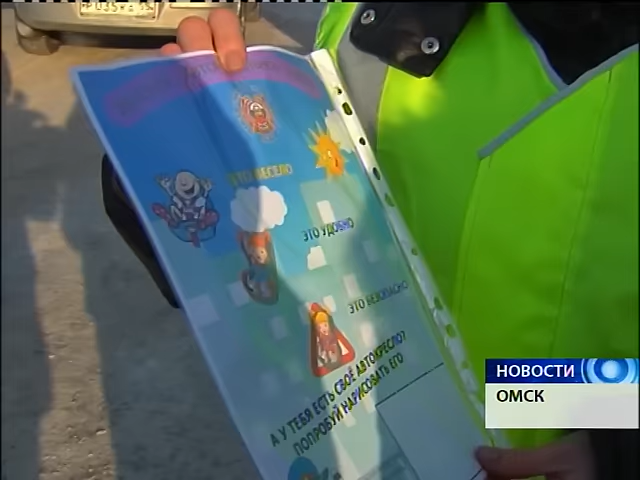 ЭТО ВЕСЕЛО
ЭТО УДОБНО
ЭТО БЕЗОПАСНО
А У ТЕБЯ ЕСТЬ СВОЁ АВТОКРЕСЛО?
ПОПРОБУЙ НАРИСОВАТЬ ЕГО
НОВОСТИ
ОМСК